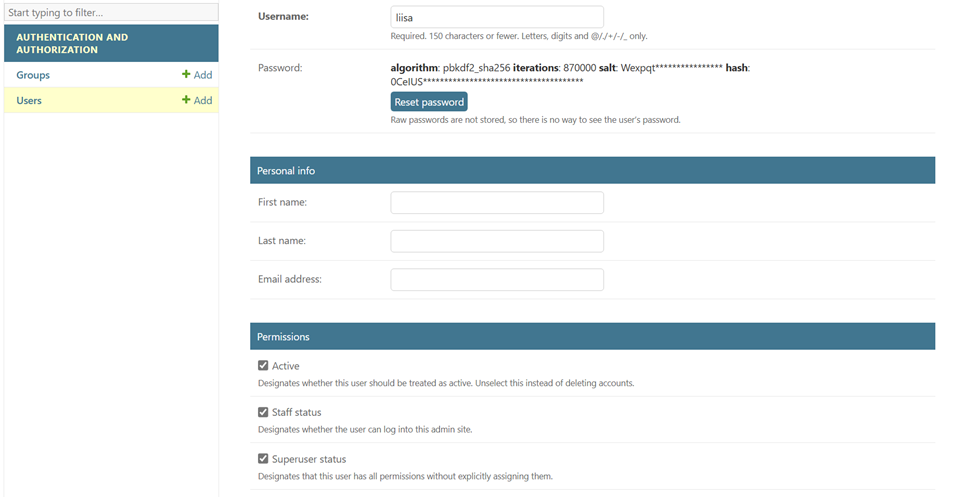 Start typing to filter...
AUTHENTICATION AND
AUTHORIZATION
Groups
+ Add
Users
+ Add
Username:
liisa
Required. 150 characters or fewer. Letters, digits and @/./+/-/_ only.
Password:
algorithm: pbkdf2_sha256 iterations: 870000 salt: Wexpqt**************** hash:
0CeIUS**************************************
Reset password
Raw passwords are not stored, so there is no way to see the user's password.
Personal info
First name:
Last name:
Email address:
Permissions
Active
Designates whether this user should be treated as active. Unselect this instead of deleting accounts.
Staff status
Designates whether the user can log into this admin site.
Superuser status
Designates that this user has all permissions without explicitly assigning them.